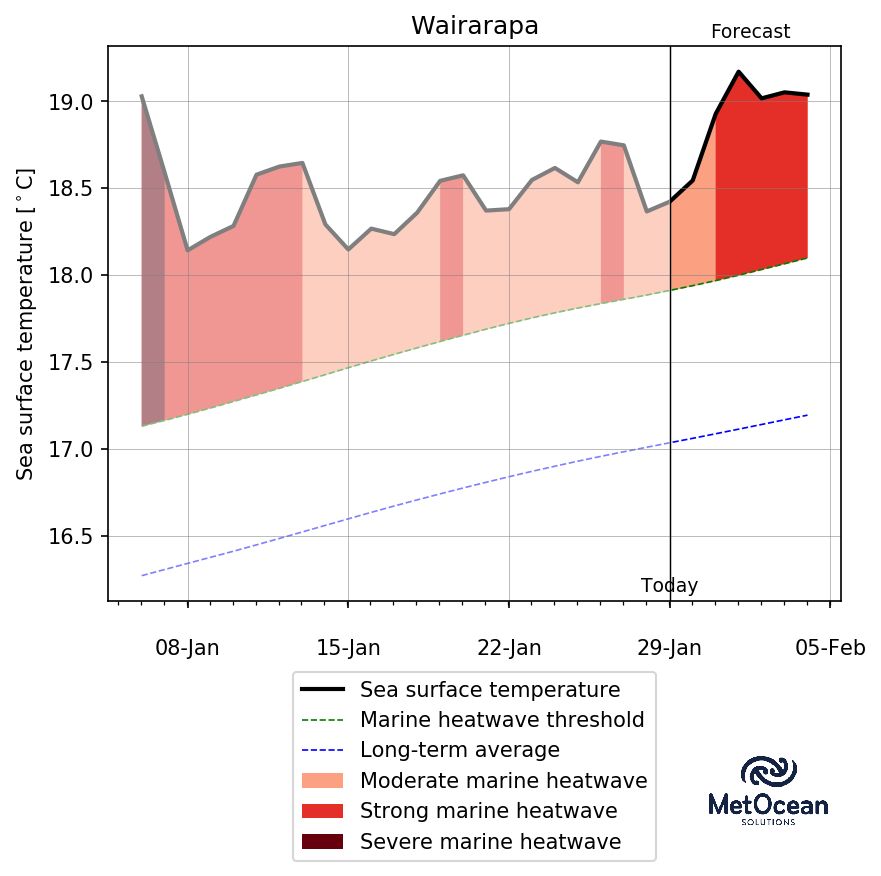 Wairarapa
Forecast
Sea surface temperature [°C]
19.0
18.5
18.0
17.5
17.0
16.5
Today
08-Jan
15-Jan
22-Jan
29-Jan
05-Feb
Sea surface temperature
Marine heatwave threshold
Long-term average
Moderate marine heatwave
Strong marine heatwave
Severe marine heatwave
MetOcean
SOLUTIONS